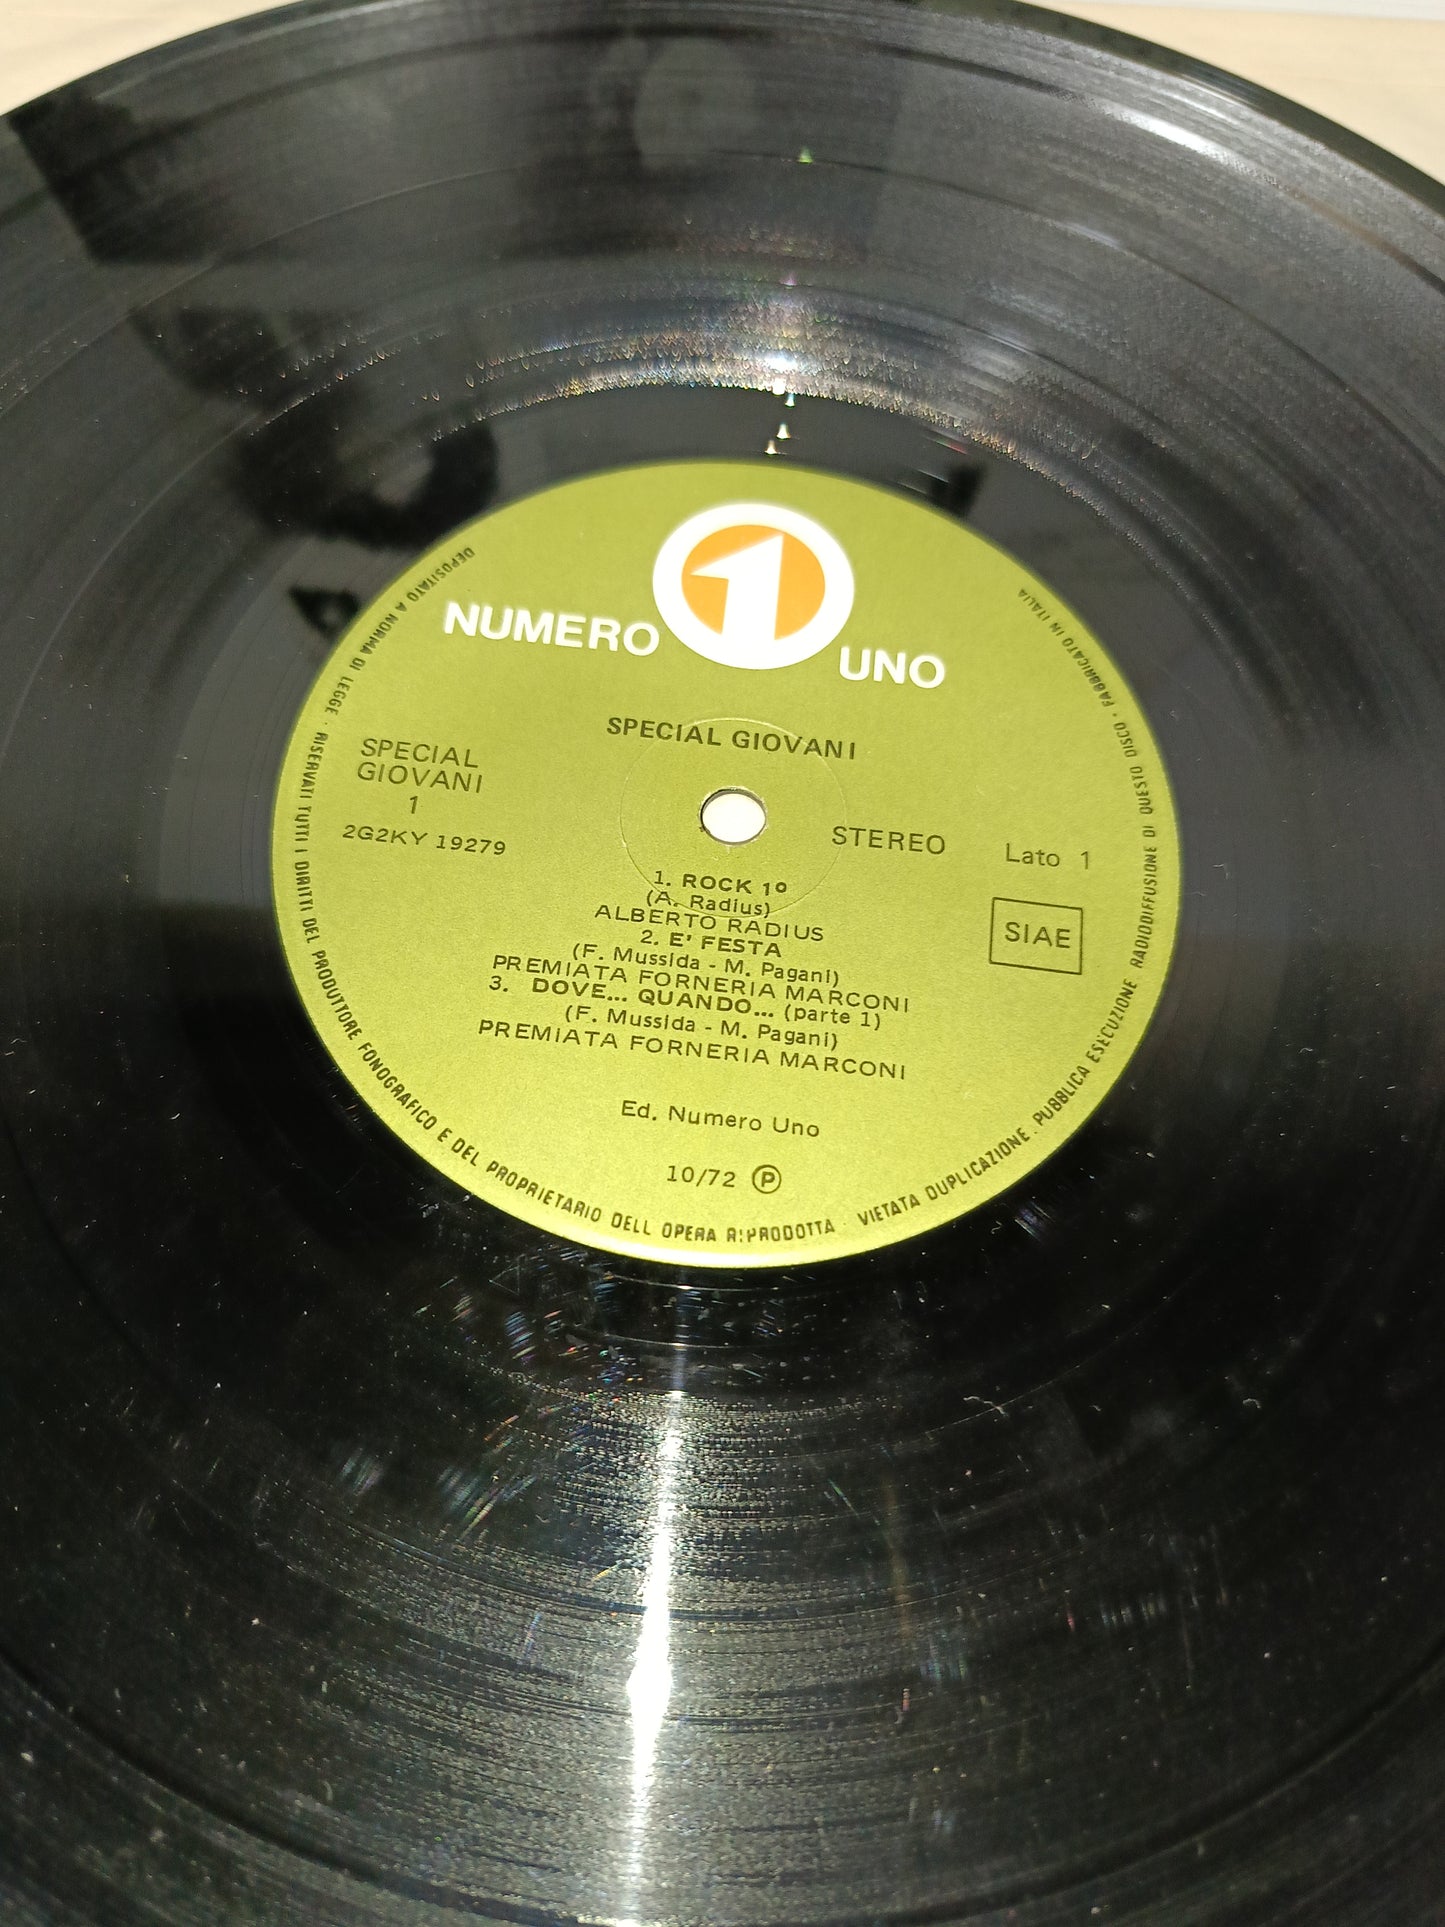 NUMERO 1 UNO
SPECIAL GIOVANI
SPECIAL
GIOVANI
1
2G2KY 19279
STEREO
Lato 1
SIAE
1. ROCK 1º
(A. Radius)
ALBERTO RADIUS
2. E' FESTA
(F. Mussida - M. Pagani)
PREMIATA FORNERIA MARCONI
3. DOVE... QUANDO... (parte 1)
(F. Mussida - M. Pagani)
PREMIATA FORNERIA MARCONI
Ed. Numero Uno
10/72 Ⓟ
DEPOSITATO A NORMA DI LEGGE · RISERVATI TUTTI I DIRITTI DEL PRODUTTORE FONOGRAFICO E DEL PROPRIETARIO DELL OPERA RIPRODOTTA · VIETATA DUPLICAZIONE . PUBBLICA ESECUZIONE RADIODIFFUSIONE DI QUESTO DISCO · FABBRICATO IN ITALIA